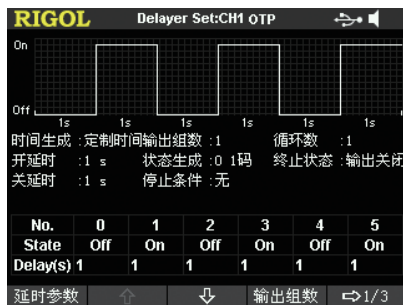 RIGOL Delayer Set:CH1 OTP
On
Off
1s 1s 1s 1s 1s 1s
时间生成 :定制时间 输出组数 :1 循环数 :1
开延时 :1 s 状态生成 :0 1码 终止状态 :输出关闭
关延时 :1 s 停止条件 :无
No. 0 1 2 3 4 5
State Off On Off On Off On
Delay(s) 1 1 1 1 1 1
延时参数 输出组数 1/3